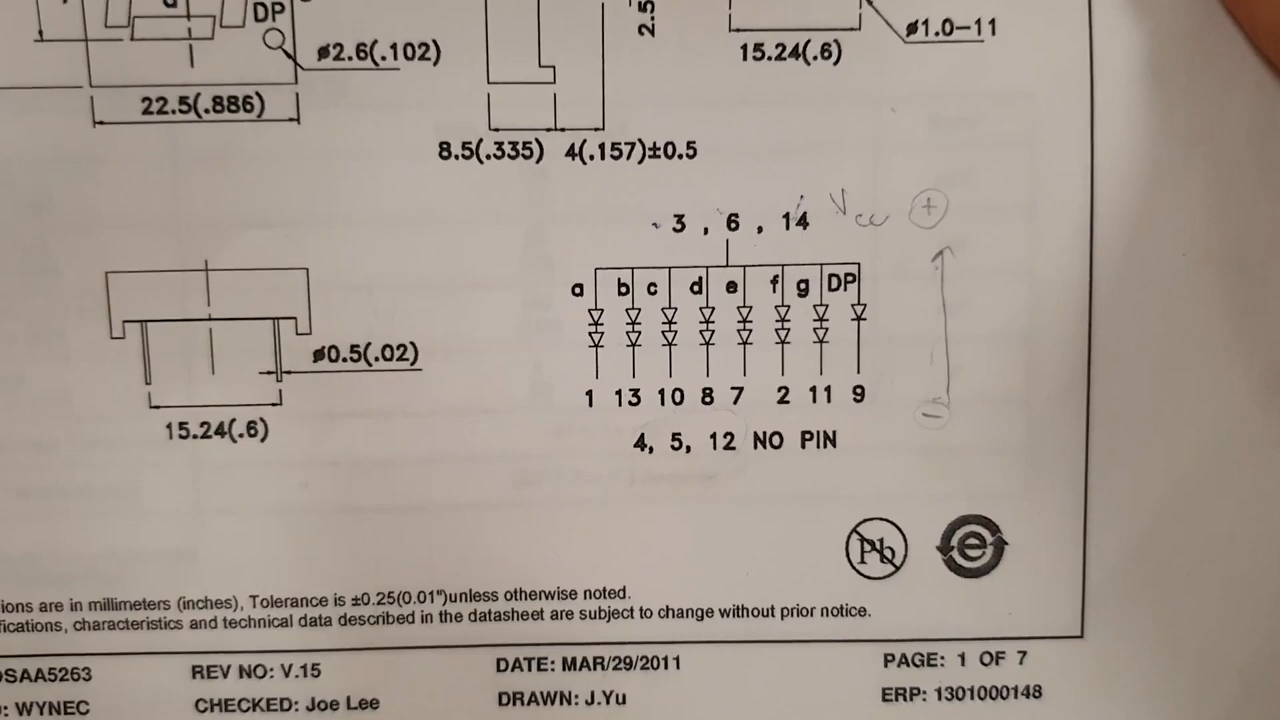 DP
ø2.6(.102)
22.5(.886)
8.5(.335) 4(.157)±0.5
2.5
15.24(.6)
ø1.0-11
3 , 6 , 14 Vcc +
a b c d e f g DP
1 13 10 8 7 2 11 9
4, 5, 12 NO PIN
−
ø0.5(.02)
15.24(.6)
Pb
e
ions are in millimeters (inches), Tolerance is ±0.25(0.01")unless otherwise noted.
fications, characteristics and technical data described in the datasheet are subject to change without prior notice.
SAA5263 REV NO: V.15 DATE: MAR/29/2011 PAGE: 1 OF 7
: WYNEC CHECKED: Joe Lee DRAWN: J.Yu ERP: 1301000148